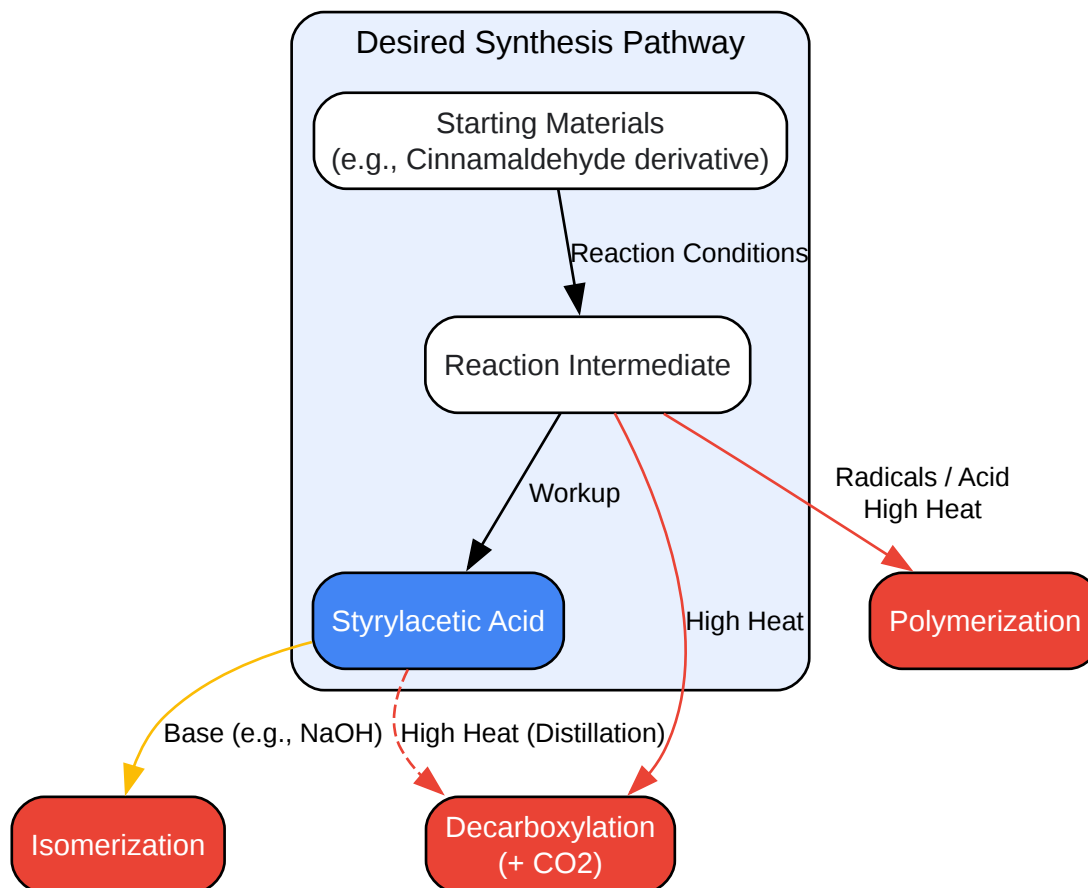 Desired Synthesis Pathway
Starting Materials
(e.g., Cinnamaldehyde derivative)
Reaction Conditions
Reaction Intermediate
Workup
Radicals / Acid
High Heat
Styrylacetic Acid
High Heat
Polymerization
Base (e.g., NaOH)
High Heat (Distillation)
Isomerization
Decarboxylation
(+ CO2)